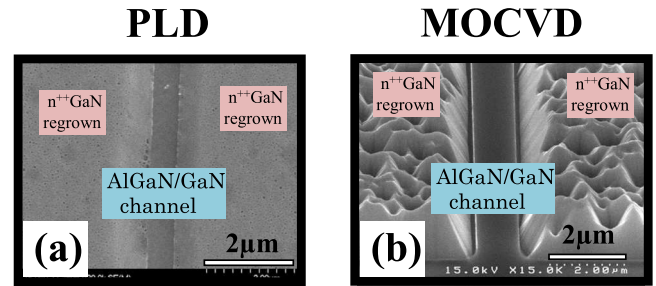 PLD
MOCVD
n++GaN
regrown
n++GaN
regrown
AlGaN/GaN
channel
(a)
2µm
n++GaN
regrown
n++GaN
regrown
AlGaN/GaN
channel
(b)
2µm
15.0kV X15.0K 2.00µm